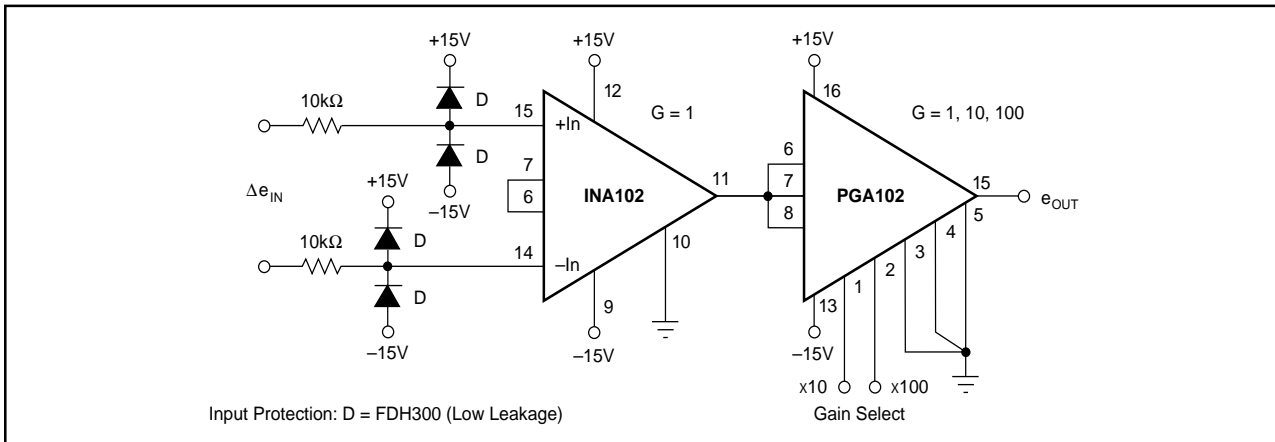 +15V +15V +15V
10kΩ D 12 16
15 +In G = 1 G = 1, 10, 100
D 7 6
ΔeIN +15V –15V 6 INA102 11 7 PGA102 15 eOUT
8 5
10kΩ D 14 –In 10 4
D 9 3
2
1
–15V –15V 13
–15V
x10 x100
Input Protection: D = FDH300 (Low Leakage) Gain Select